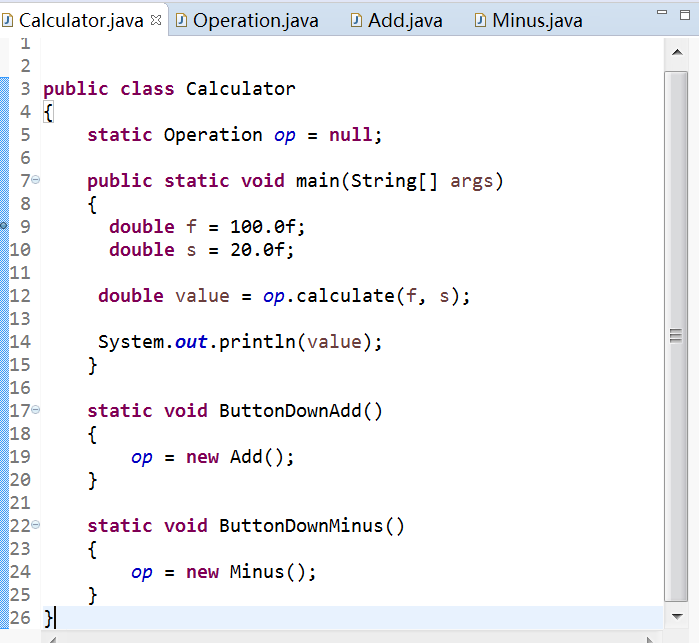 Calculator.java Operation.java Add.java Minus.java
1
2
3 public class Calculator
4 {
5     static Operation op = null;
6
7     public static void main(String[] args)
8     {
9       double f = 100.0f;
10       double s = 20.0f;
11
12      double value = op.calculate(f, s);
13
14      System.out.println(value);
15     }
16
17     static void ButtonDownAdd()
18     {
19         op = new Add();
20     }
21
22     static void ButtonDownMinus()
23     {
24         op = new Minus();
25     }
26 }